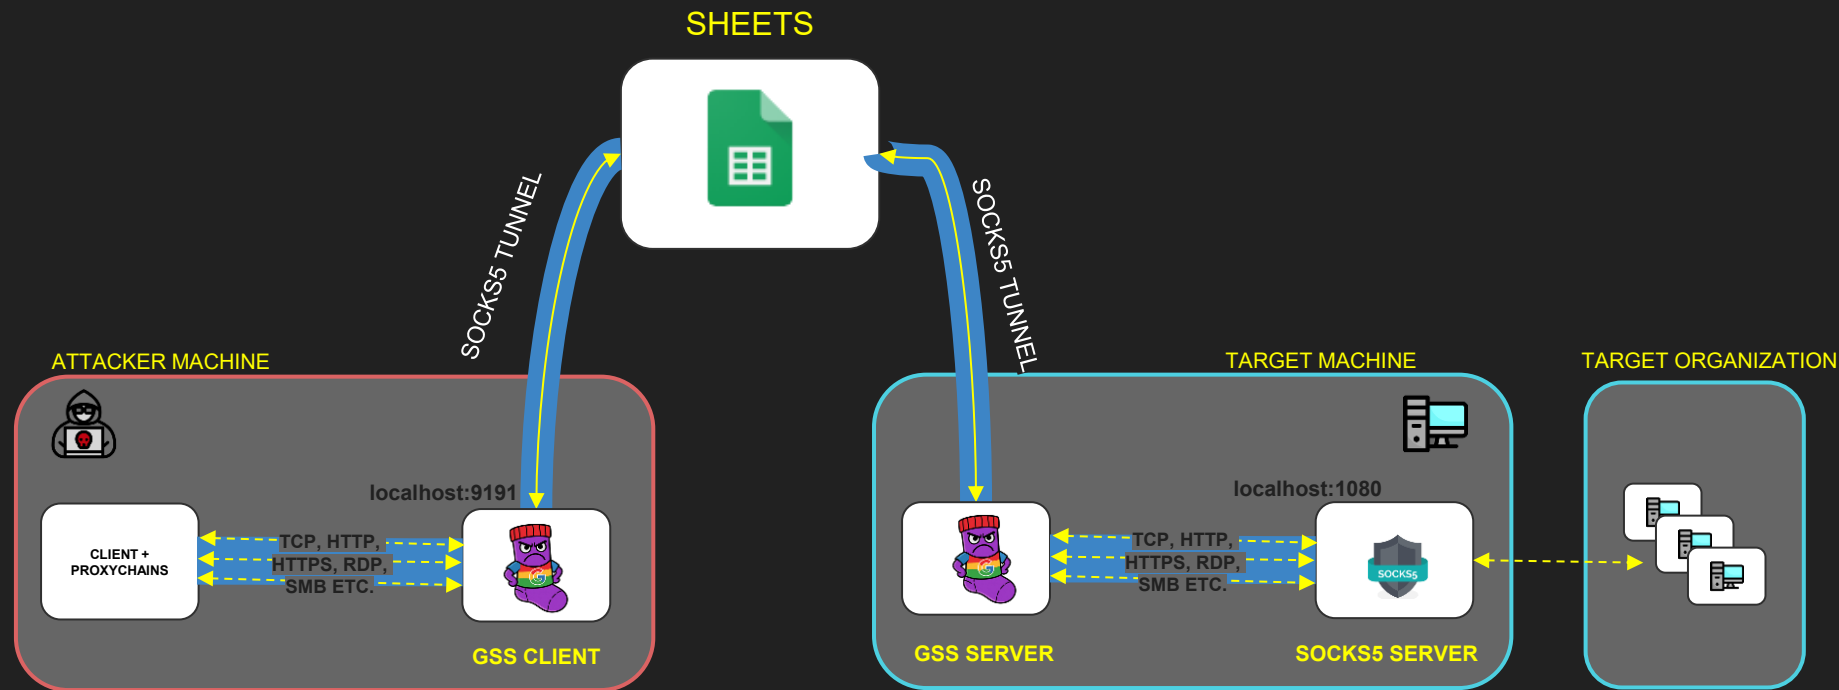 SHEETS
SOCKS5 TUNNEL
SOCKS5 TUNNEL
ATTACKER MACHINE
localhost:9191
CLIENT +
PROXYCHAINS
TCP, HTTP,
HTTPS, RDP,
SMB ETC.
G
GSS CLIENT
TARGET MACHINE
localhost:1080
G
TCP, HTTP,
HTTPS, RDP,
SMB ETC.
SOCKS5
GSS SERVER
SOCKS5 SERVER
TARGET ORGANIZATION